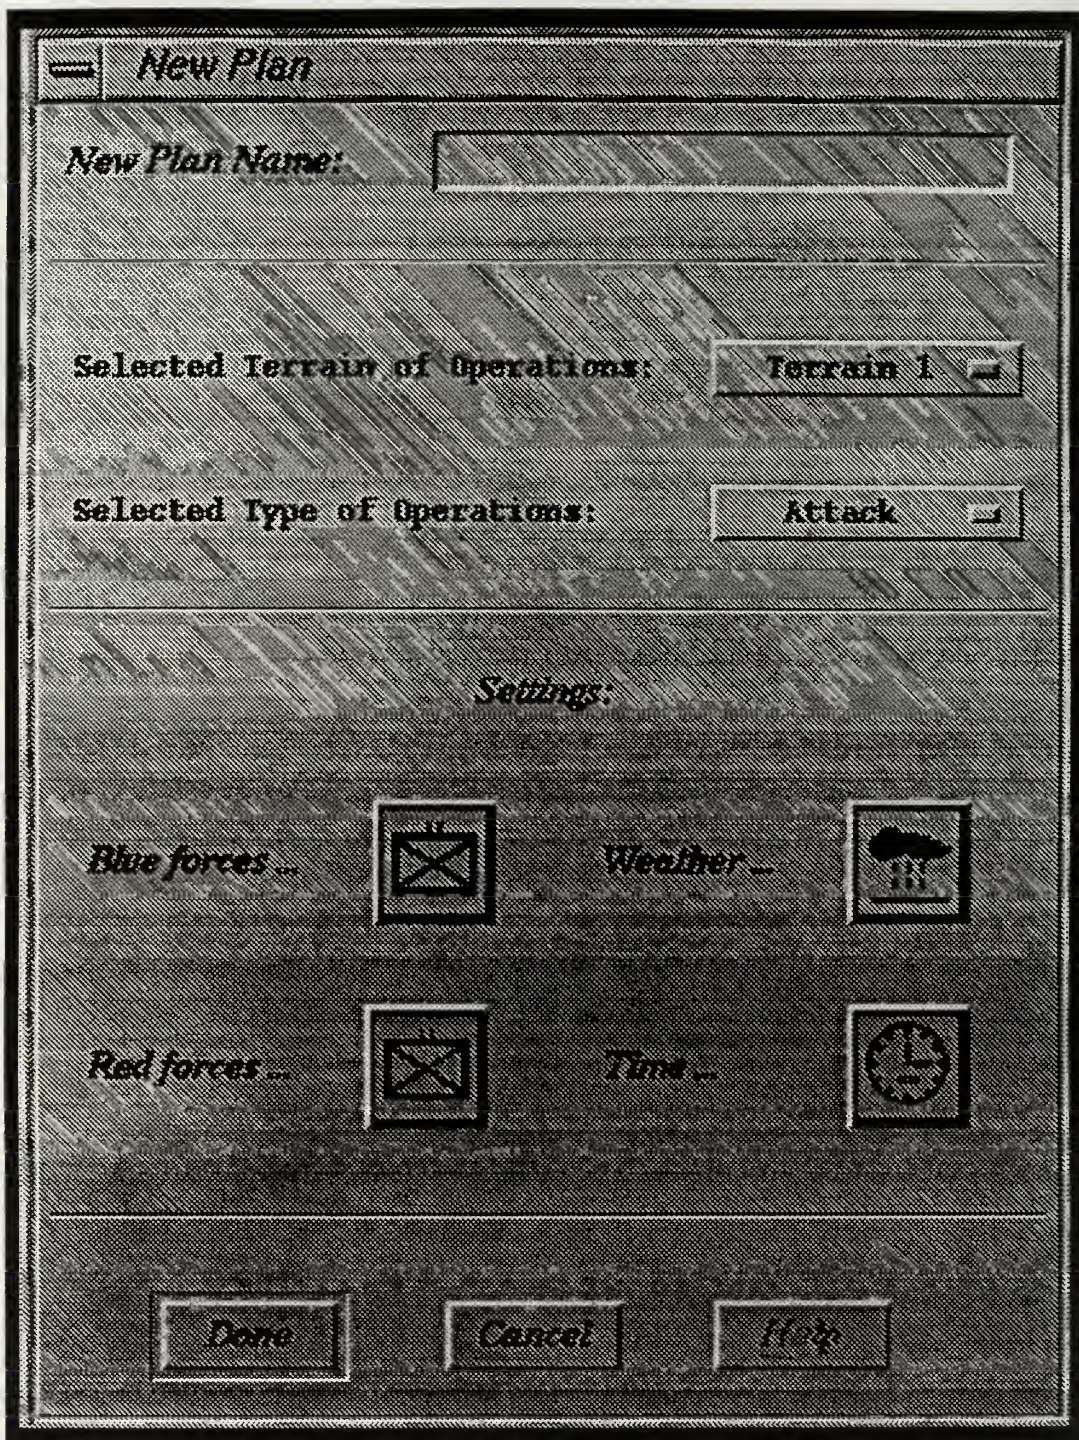 New Plan
New Plan Name:
Selected Terrain of Operations: Terrain 1
Selected Type of Operations: Attack
Settings:
Blue forces ... Weather ...
Red forces ... Time ...
Done Cancel Help